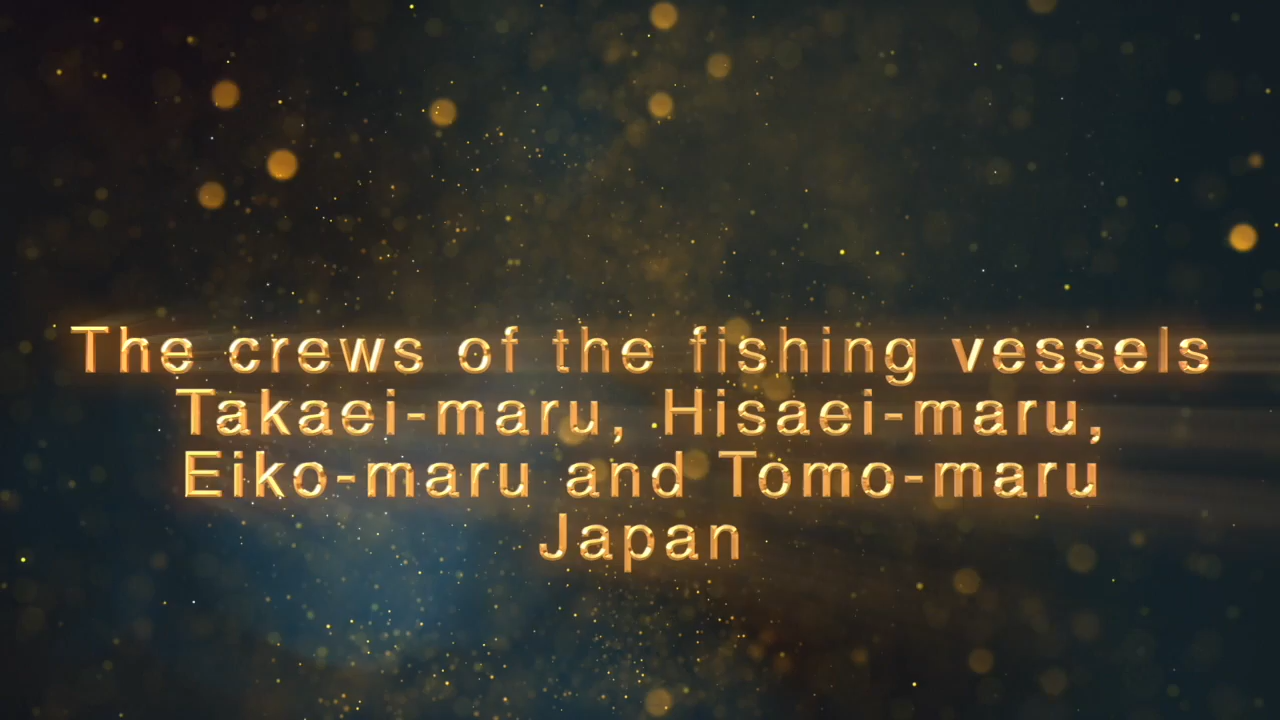 The crews of the fishing vessels
Takaei-maru, Hisaei-maru,
Eiko-maru and Tomo-maru
Japan